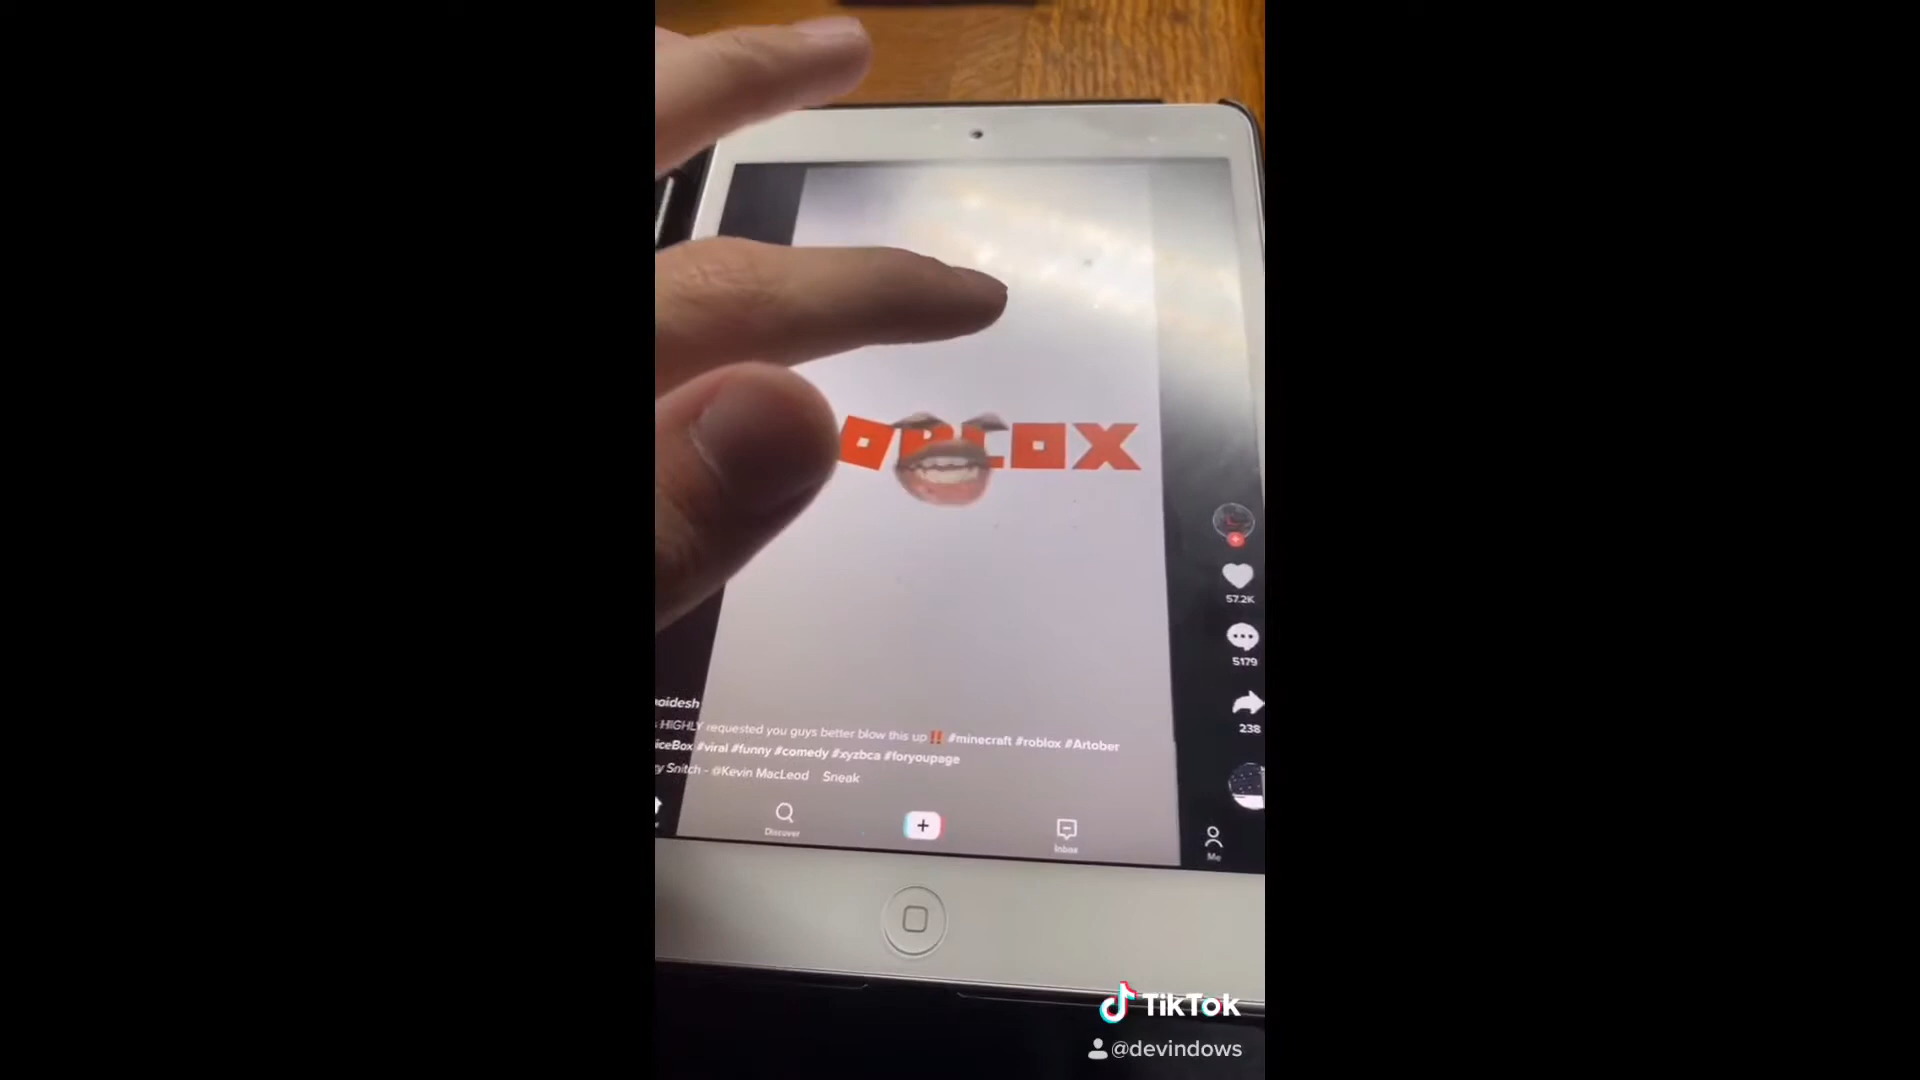 OBLOX
57.2K
5179
238
oidesh
HIGHLY requested you guys better blow this up‼️ #minecraft #roblox #Artober
iceBox #viral #funny #comedy #xyzbca #foryoupage
y Snitch - @Kevin MacLeod Sneak
Discover
Inbox
Me
TikTok
@devindows